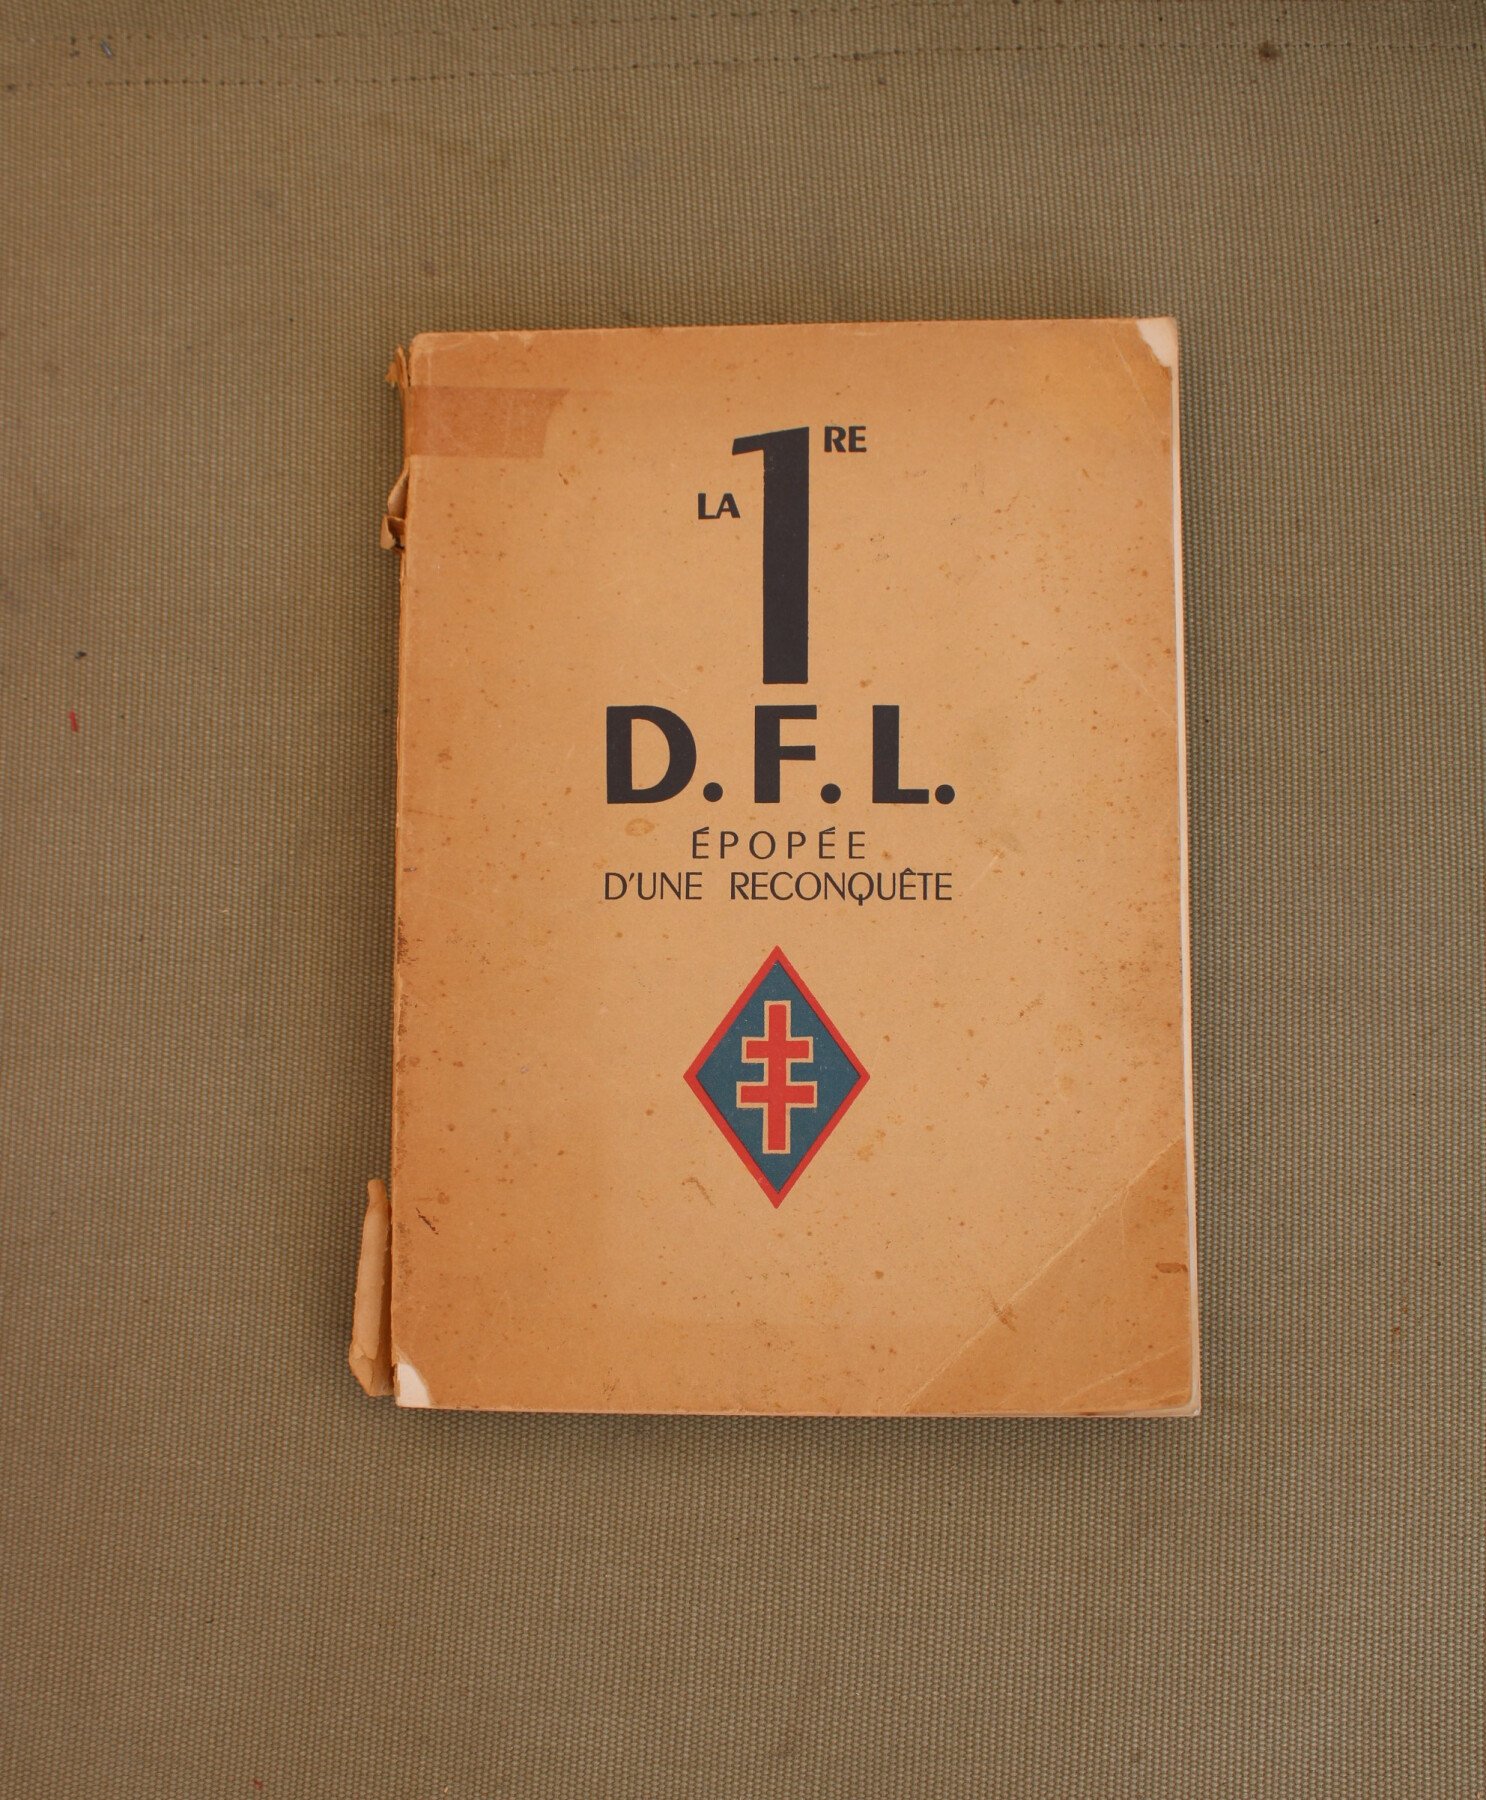 LA 1RE
D.F.L.
ÉPOPÉE
D'UNE RECONQUÊTE